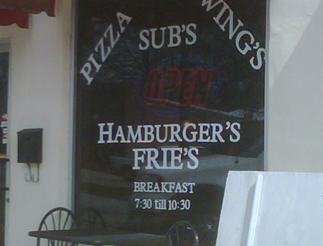 PIZZA
WING'S
SUB'S
OPEN
HAMBURGER'S
FRIE'S
BREAKFAST
7:30 till 10:30